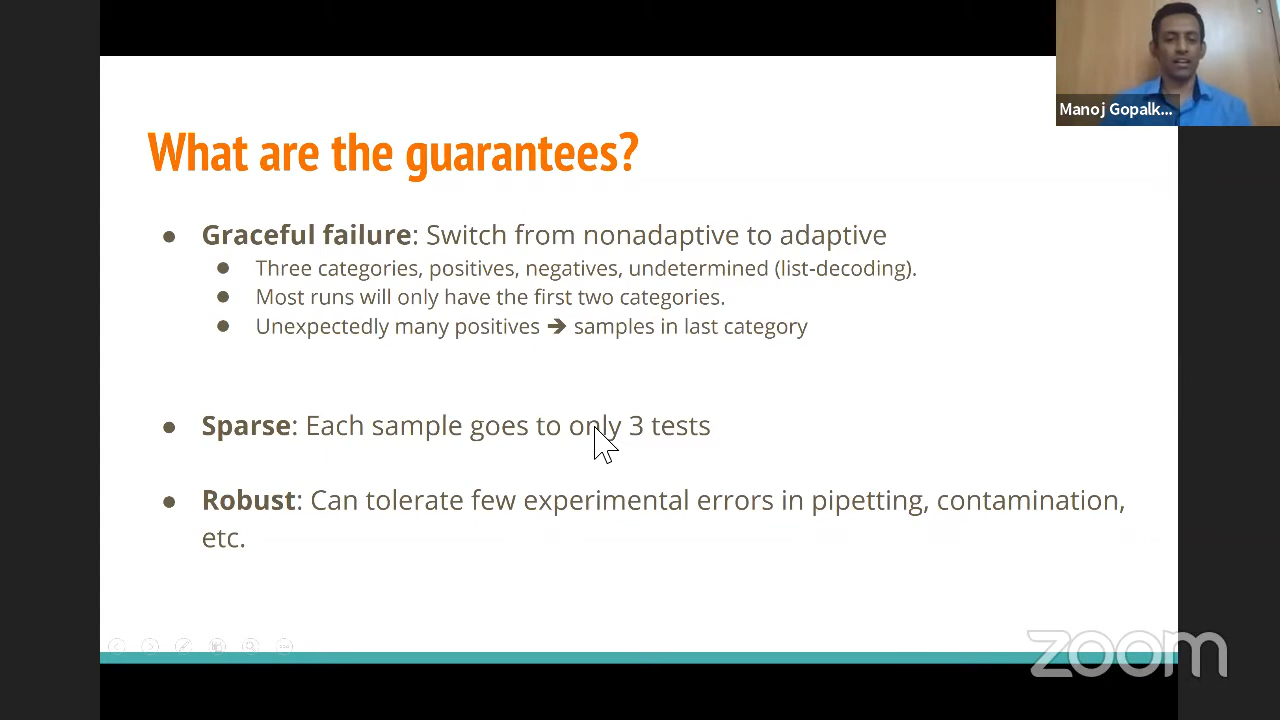 Manoj Gopalk...
What are the guarantees?
Graceful failure: Switch from nonadaptive to adaptive
Three categories, positives, negatives, undetermined (list-decoding).
Most runs will only have the first two categories.
Unexpectedly many positives ➔ samples in last category
Sparse: Each sample goes to only 3 tests
Robust: Can tolerate few experimental errors in pipetting, contamination,
etc.
zoom